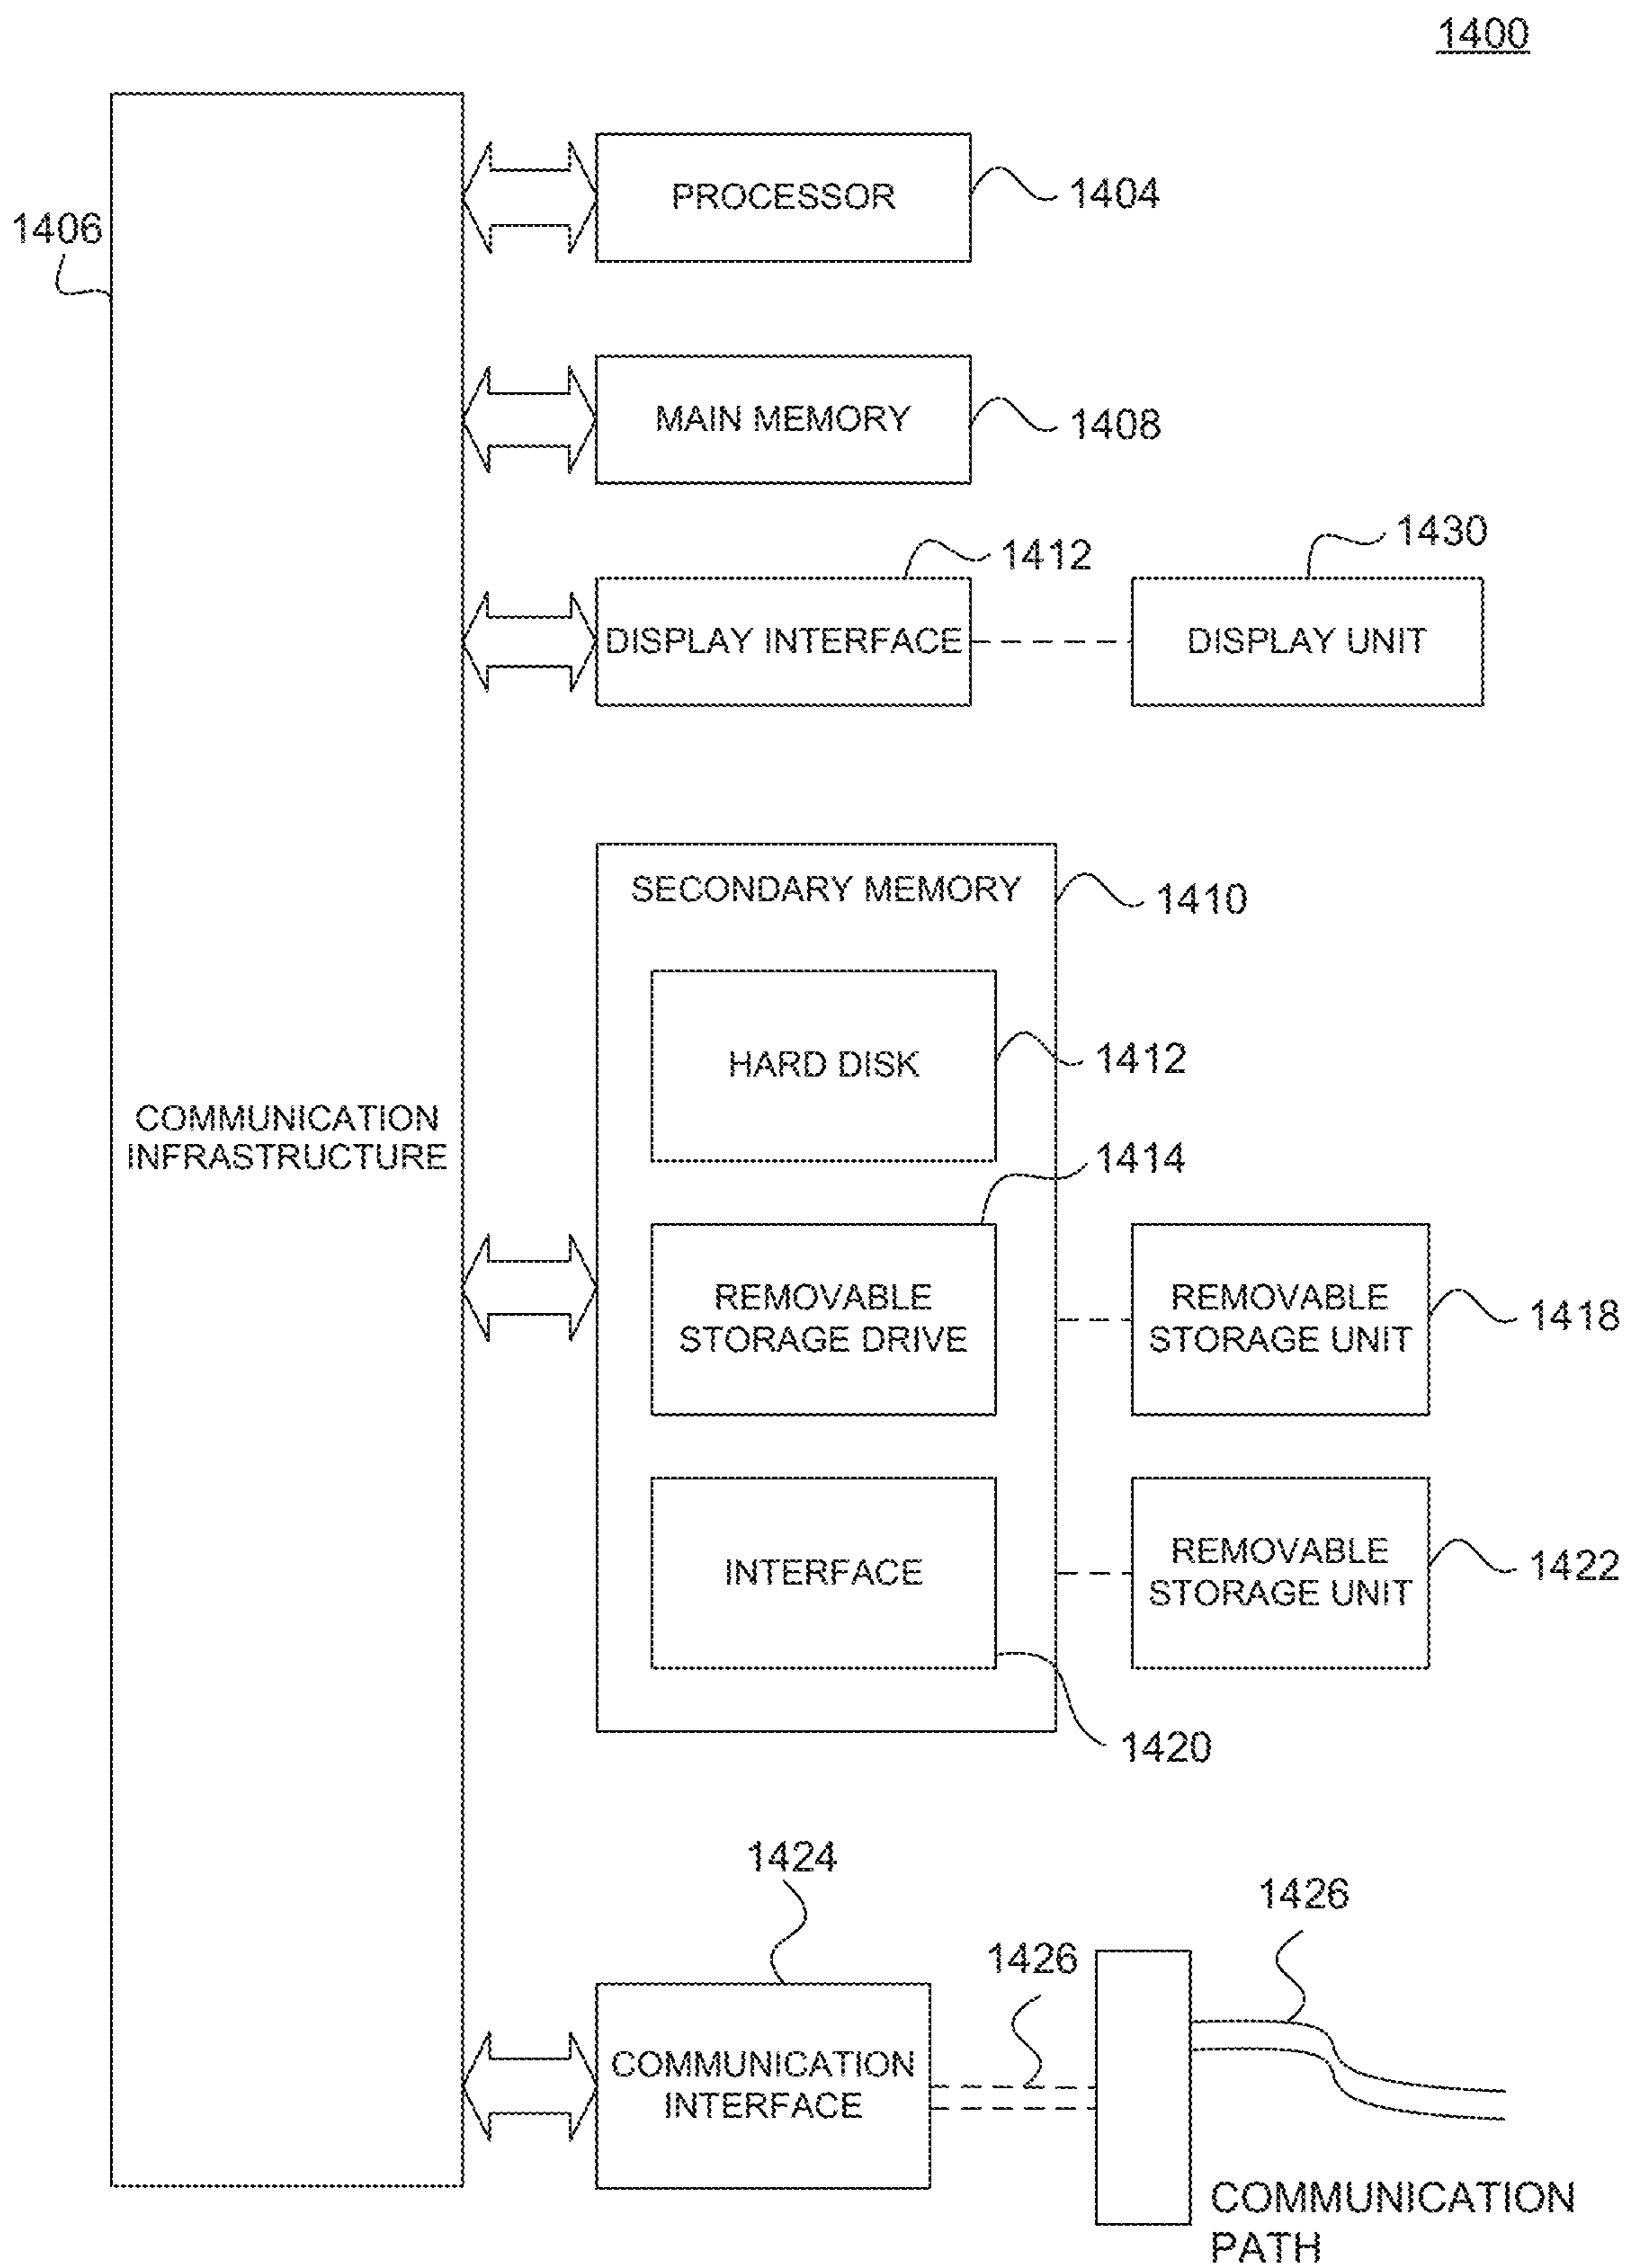 1400
1406
PROCESSOR
1404
MAIN MEMORY
1408
1412
1430
DISPLAY INTERFACE
DISPLAY UNIT
SECONDARY MEMORY
1410
HARD DISK
1412
COMMUNICATION
INFRASTRUCTURE
1414
REMOVABLE
STORAGE DRIVE
REMOVABLE
STORAGE UNIT
1418
INTERFACE
REMOVABLE
STORAGE UNIT
1422
1420
1424
1426
1426
COMMUNICATION
INTERFACE
COMMUNICATION
PATH